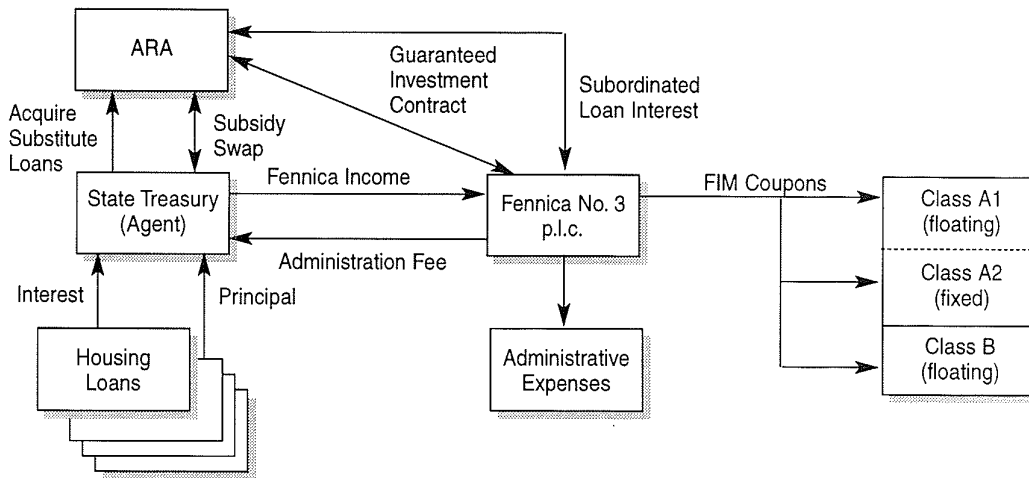 ARA
Guaranteed
Investment
Contract
Subordinated
Loan Interest
Acquire
Substitute
Loans
Subsidy
Swap
State Treasury
(Agent)
Fennica Income
Administration Fee
Fennica No. 3
p.l.c.
FIM Coupons
Class A1
(floating)
Class A2
(fixed)
Class B
(floating)
Interest
Principal
Housing
Loans
Administrative
Expenses